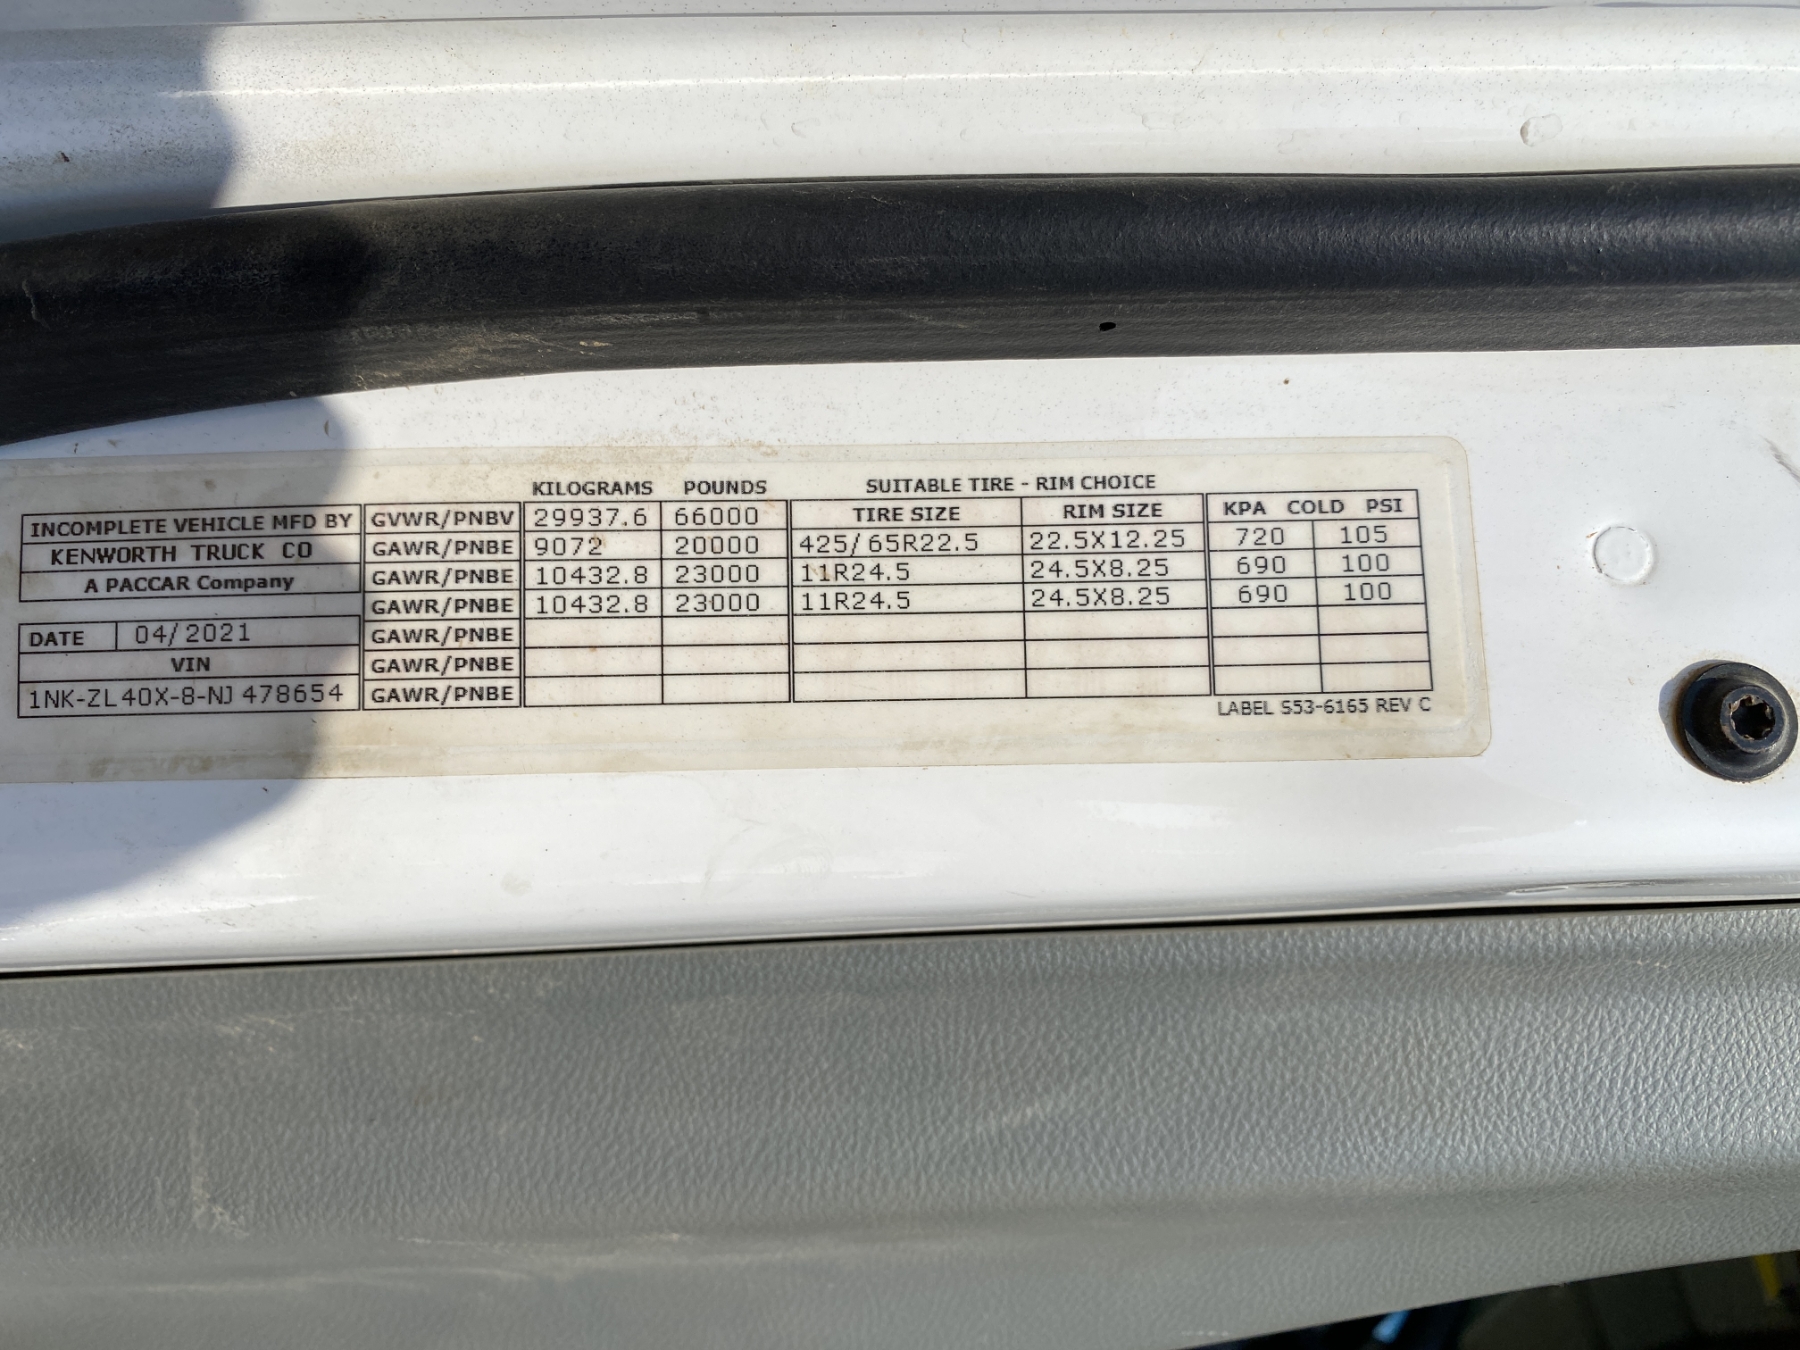 KILOGRAMS POUNDS SUITABLE TIRE - RIM CHOICE
INCOMPLETE VEHICLE MFD BY GVWR/PNBV 29937.6 66000 TIRE SIZE RIM SIZE KPA COLD PSI
KENWORTH TRUCK CO GAWR/PNBE 9072 20000 425/65R22.5 22.5X12.25 720 105
A PACCAR Company GAWR/PNBE 10432.8 23000 11R24.5 24.5X8.25 690 100
GAWR/PNBE 10432.8 23000 11R24.5 24.5X8.25 690 100
DATE 04/2021 GAWR/PNBE
VIN GAWR/PNBE
1NK-ZL40X-8-NJ478654 GAWR/PNBE
LABEL S53-6165 REV C